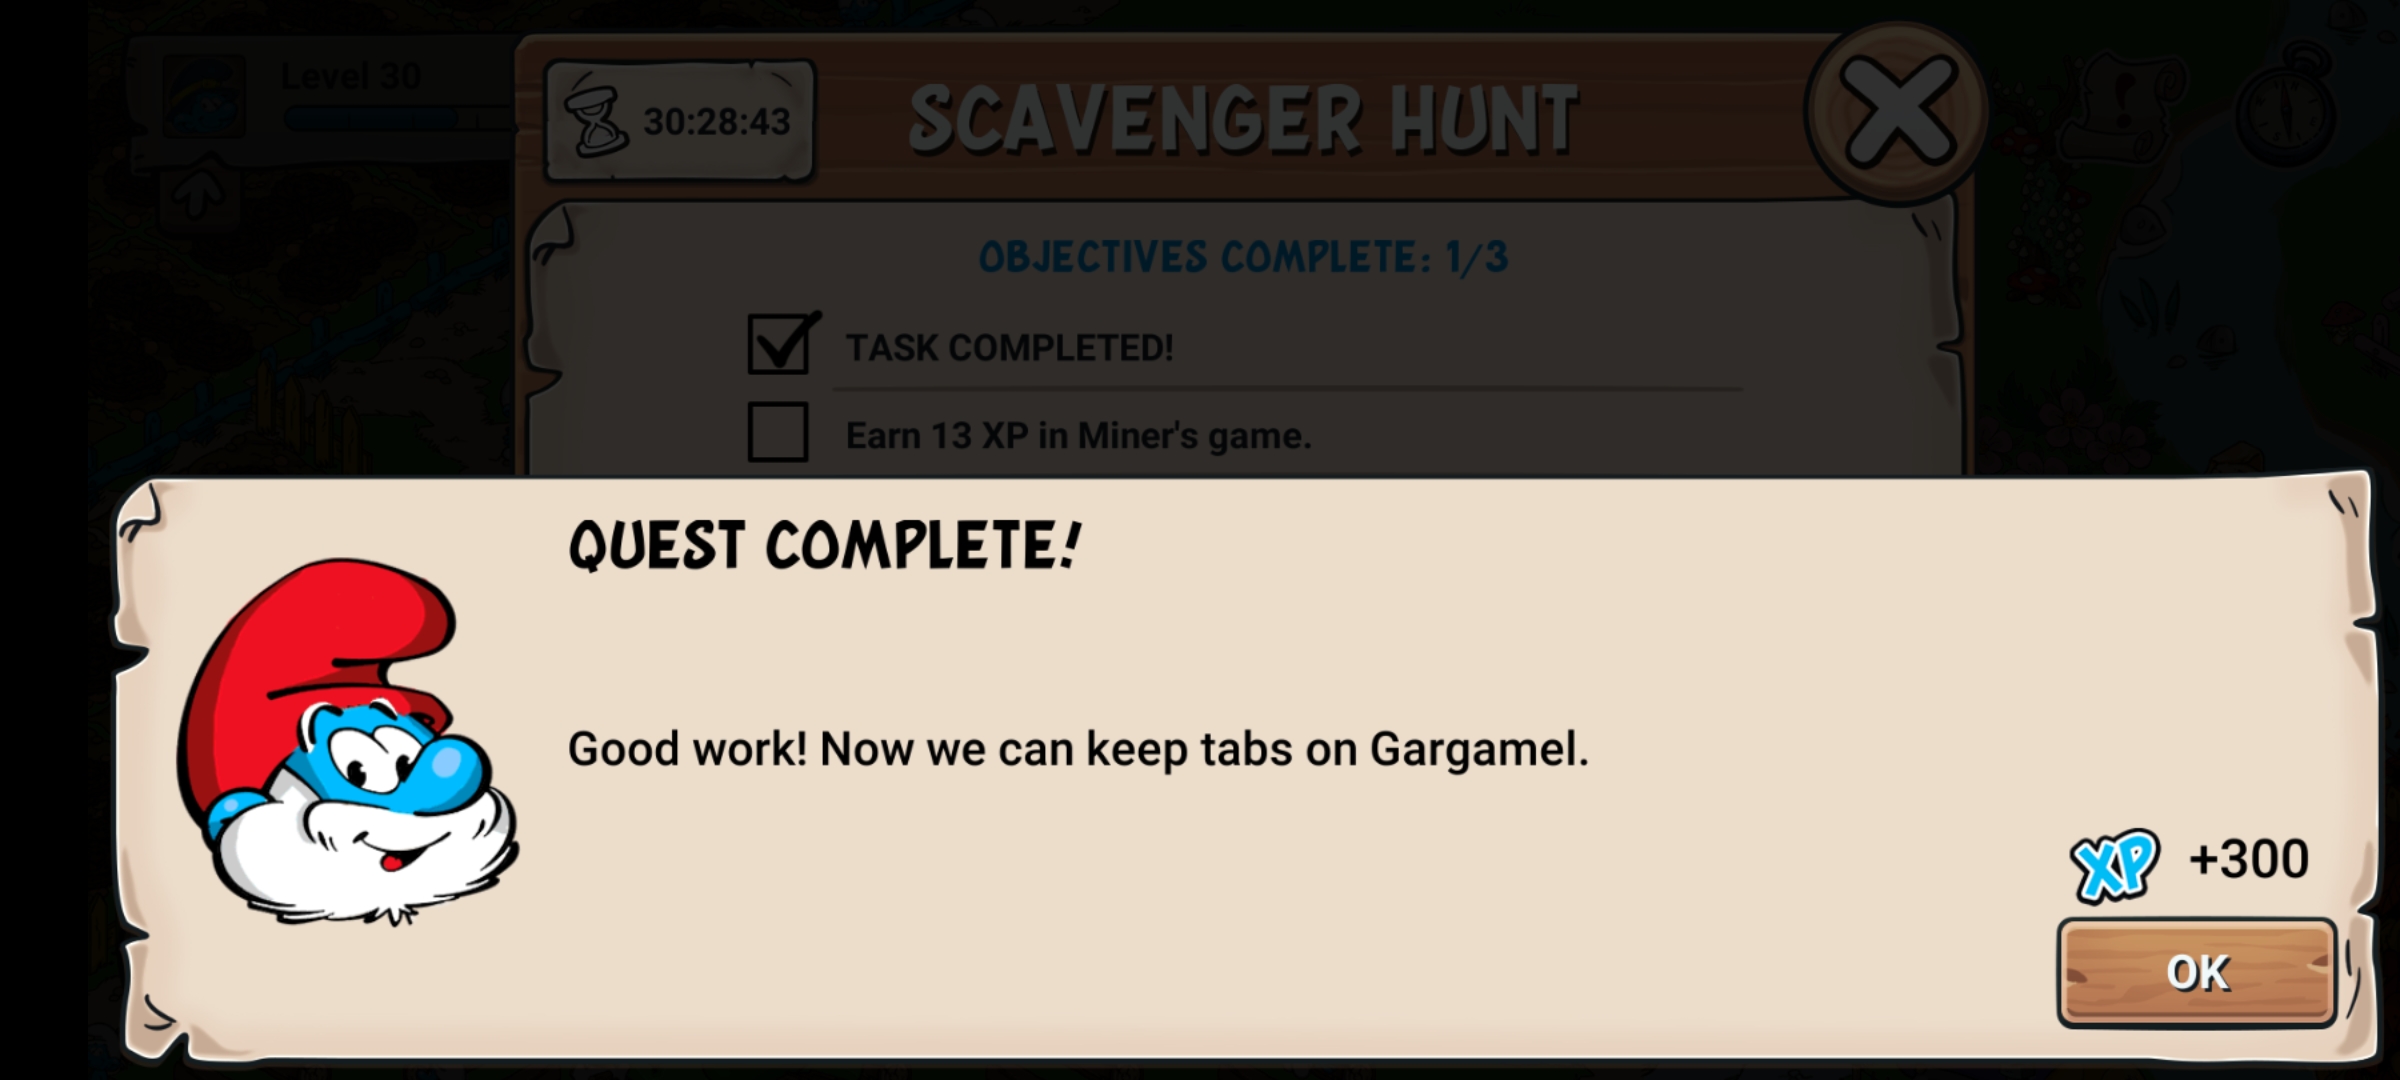 Level 30
30:28:43
SCAVENGER HUNT
OBJECTIVES COMPLETE: 1/3
TASK COMPLETED!
Earn 13 XP in Miner's game.
QUEST COMPLETE!
Good work! Now we can keep tabs on Gargamel.
XP +300
OK